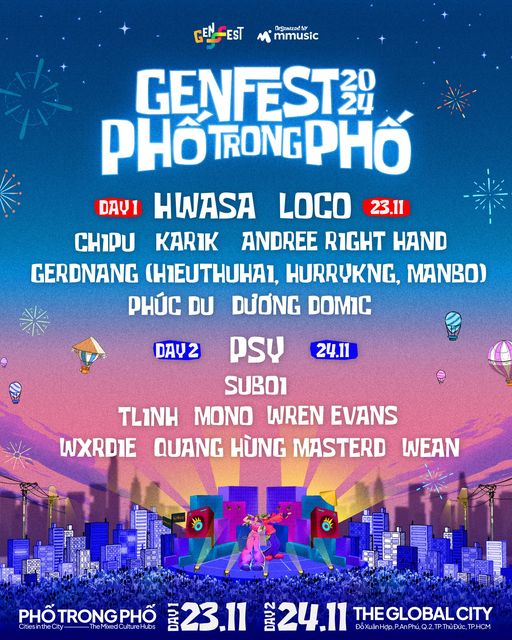 GENFEST
Organized by
mmusic
GENFEST 2024
PHỐ TRONG PHỐ
DAY 1 HWASA LOCO 23.11
CHIPU KARIK ANDREE RIGHT HAND
GERDNANG (HIEUTHUHAI, HURRYKNG, MANBO)
PHÚC DU DƯƠNG DOMIC
DAY 2 PSY 24.11
SUBOI
TLINH MONO WREN EVANS
WXRDIE QUANG HÙNG MASTERD WEAN
PHỐ TRONG PHỐ DAY 1 23.11 DAY 2 24.11 THE GLOBAL CITY
Cities in the City The Mixed Culture Hubs Đỗ Xuân Hợp, P.An Phú, Q.2, TP.Thủ Đức, TP.HCM